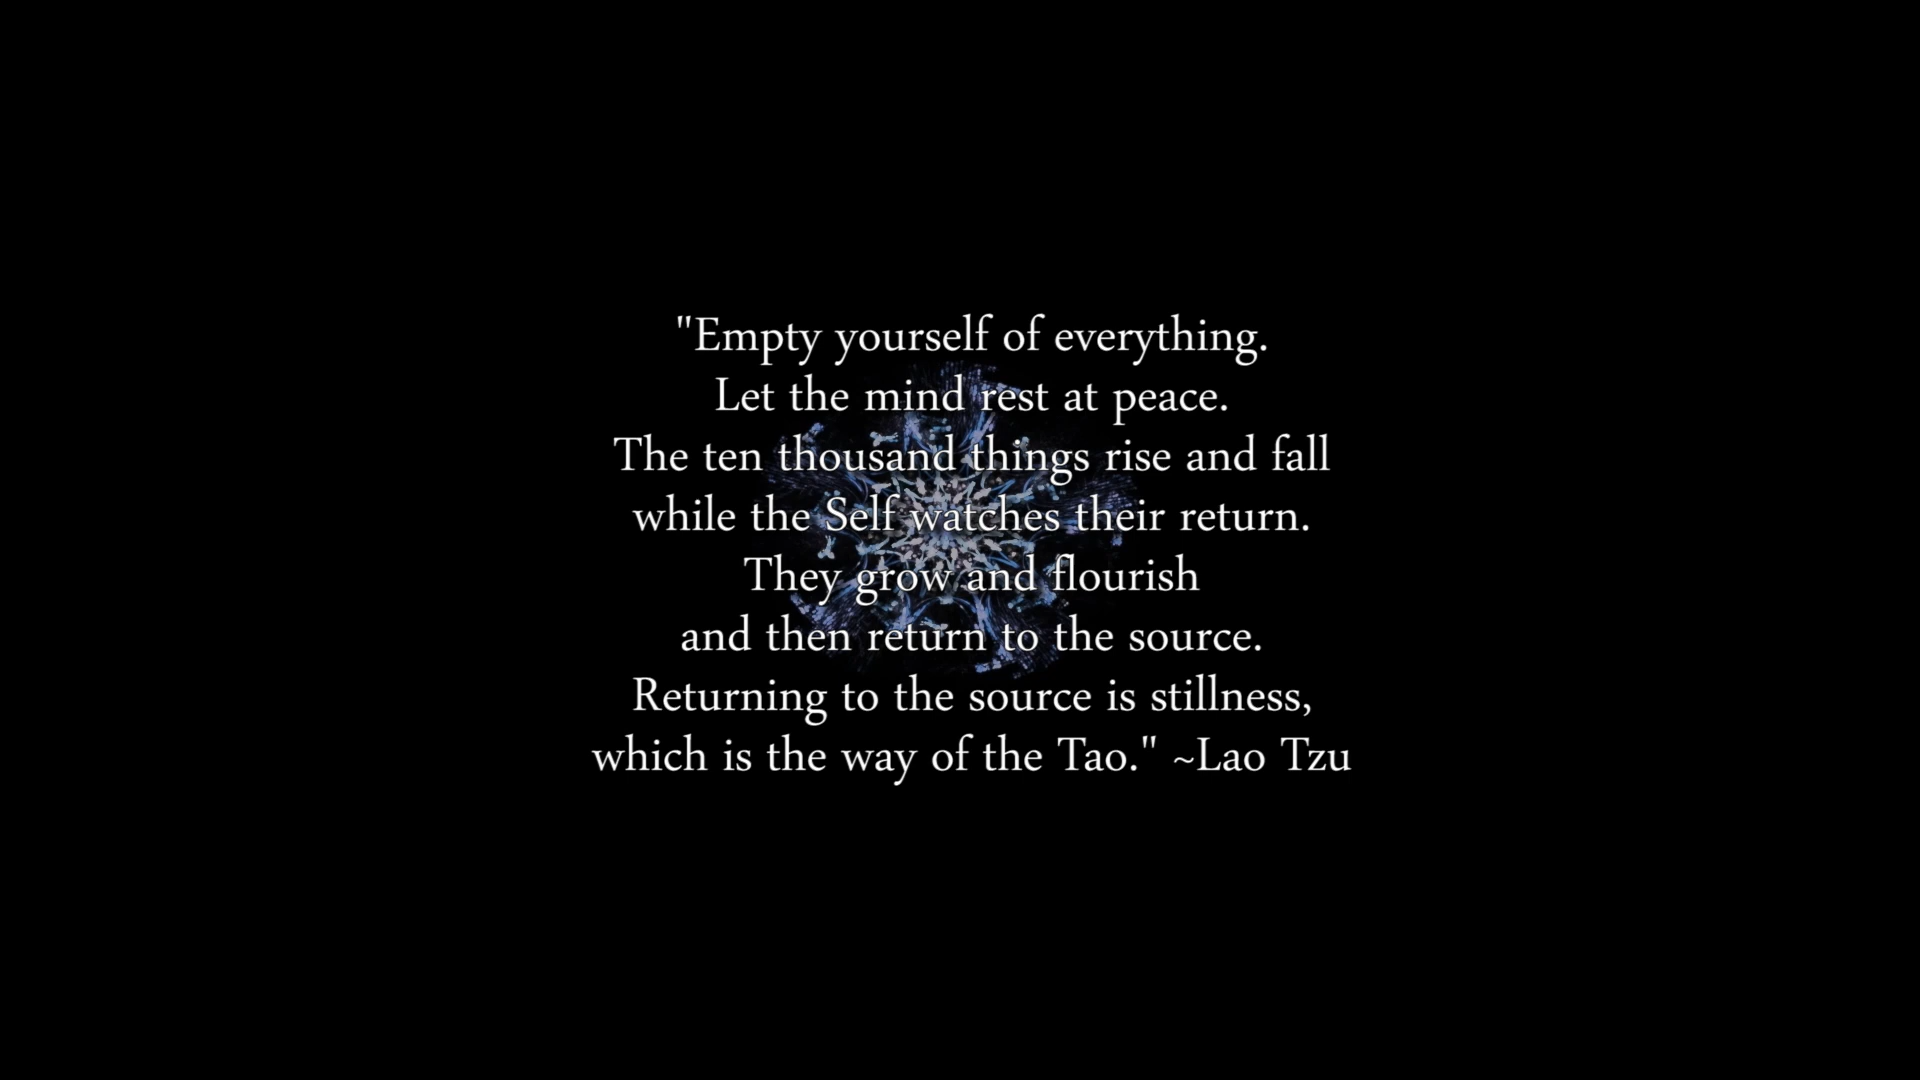 "Empty yourself of everything.
Let the mind rest at peace.
The ten thousand things rise and fall
while the Self watches their return.
They grow and flourish
and then return to the source.
Returning to the source is stillness,
which is the way of the Tao." ~Lao Tzu